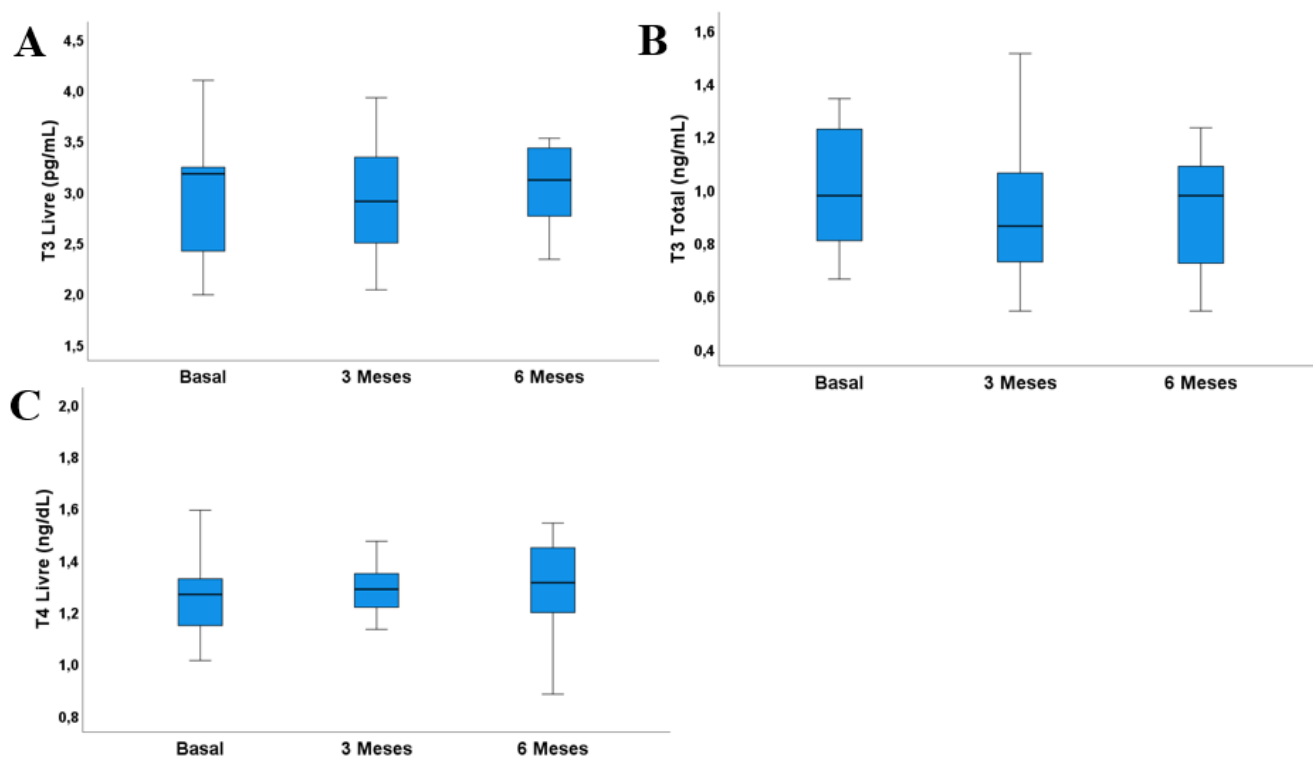 A
T3 Livre (pg/mL)
4,5
4,0
3,5
3,0
2,5
2,0
1,5
Basal
3 Meses
6 Meses
B
T3 Total (ng/mL)
1,6
1,4
1,2
1,0
0,8
0,6
0,4
Basal
3 Meses
6 Meses
C
T4 Livre (ng/dL)
2,0
1,8
1,6
1,4
1,2
1,0
0,8
Basal
3 Meses
6 Meses